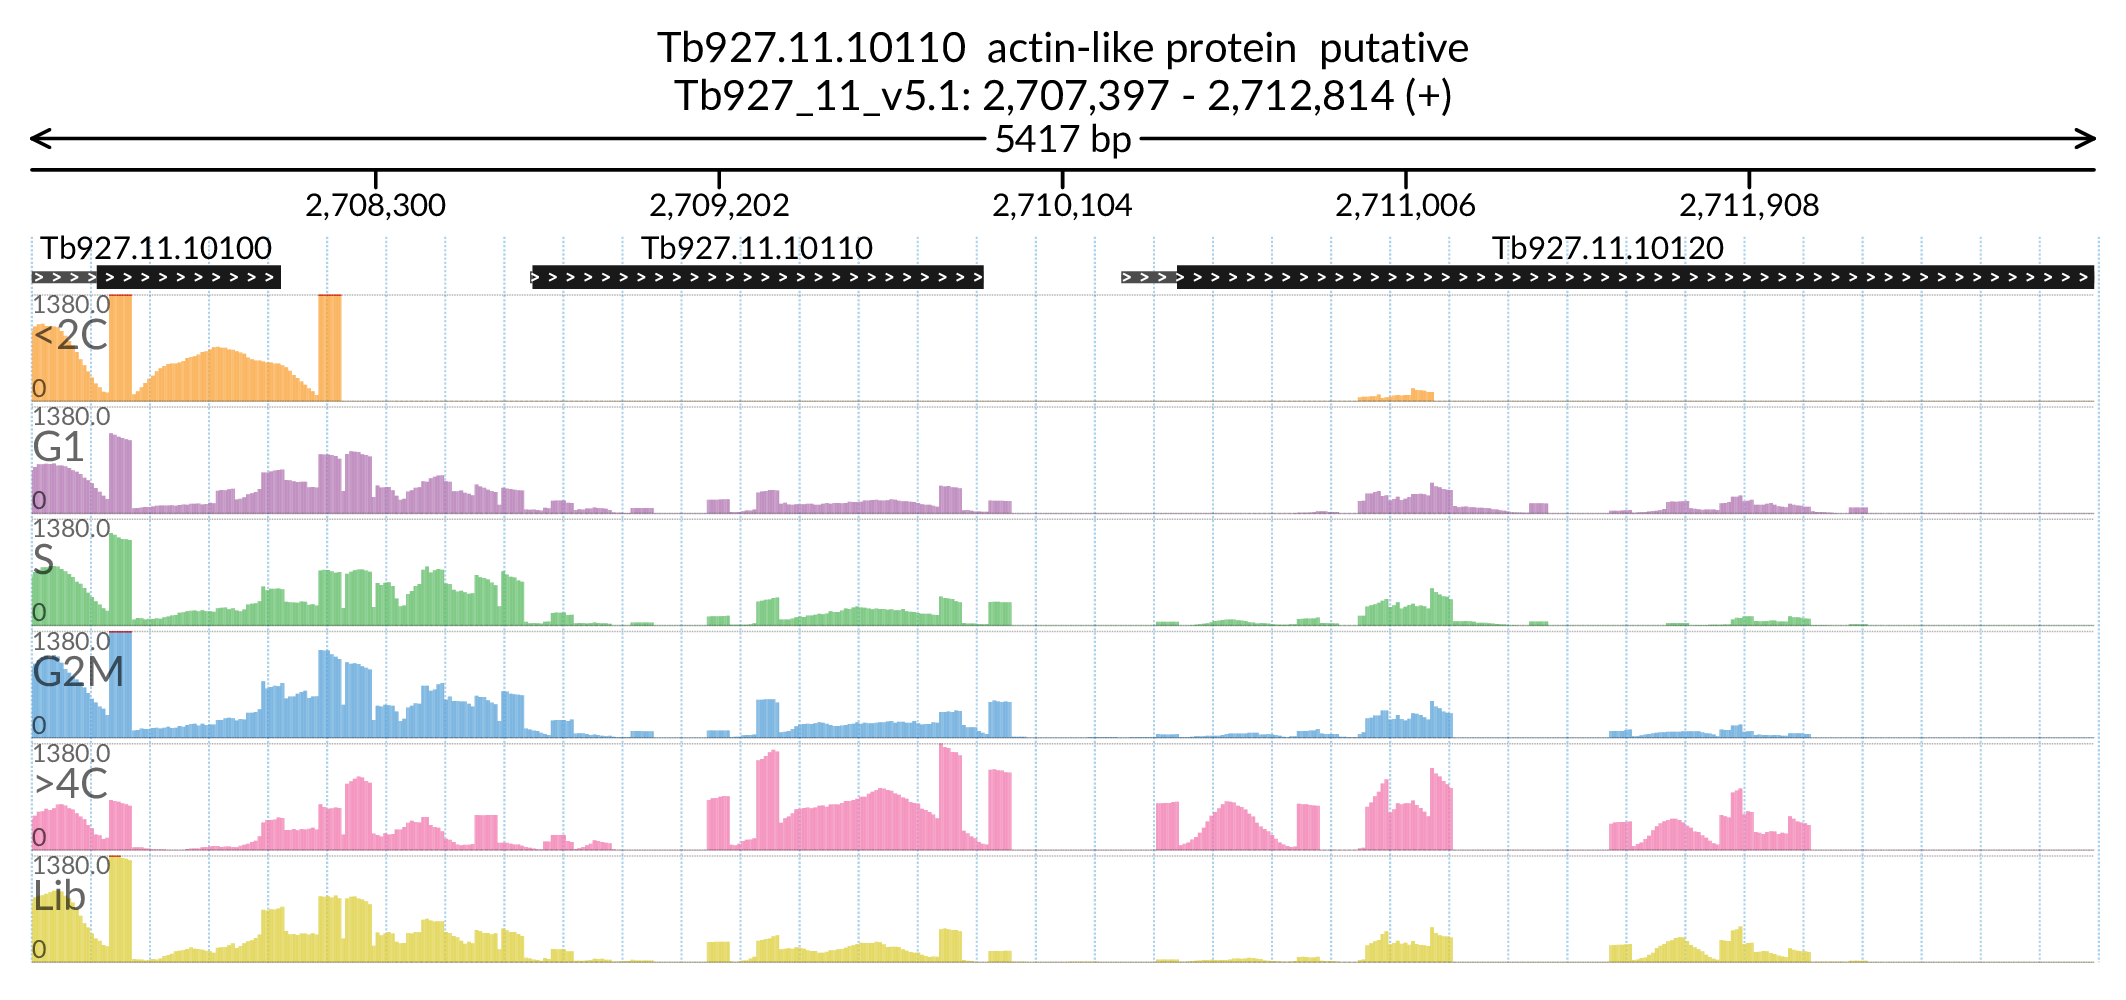 Tb927.11.10110  actin-like protein  putative
Tb927_11_v5.1: 2,707,397 - 2,712,814 (+)
5417 bp
2,708,300 2,709,202 2,710,104 2,711,006 2,711,908
Tb927.11.10100 Tb927.11.10110 Tb927.11.10120
1380.0
<2C
0
1380.0
G1
0
1380.0
S
0
1380.0
G2M
0
1380.0
>4C
0
1380.0
Lib
0